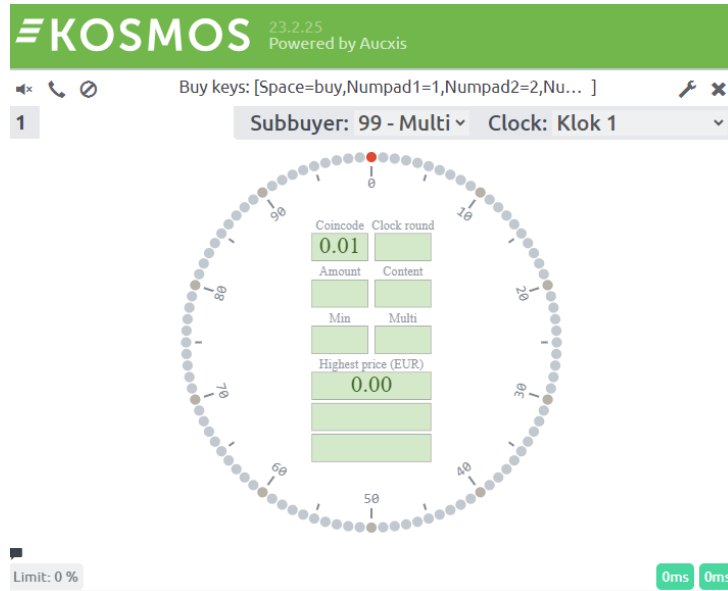 KOSMOS
23.2.25
Powered by Aucxis
Buy keys: [Space=buy,Numpad1=1,Numpad2=2,Nu... ]
1
Subbuyer: 99 - Multi
Clock: Klok 1
0
10
20
30
40
50
60
70
80
90
Coincode Clock round
0.01
Amount Content
Min Multi
Highest price (EUR)
0.00
Limit: 0 %
0ms 0ms